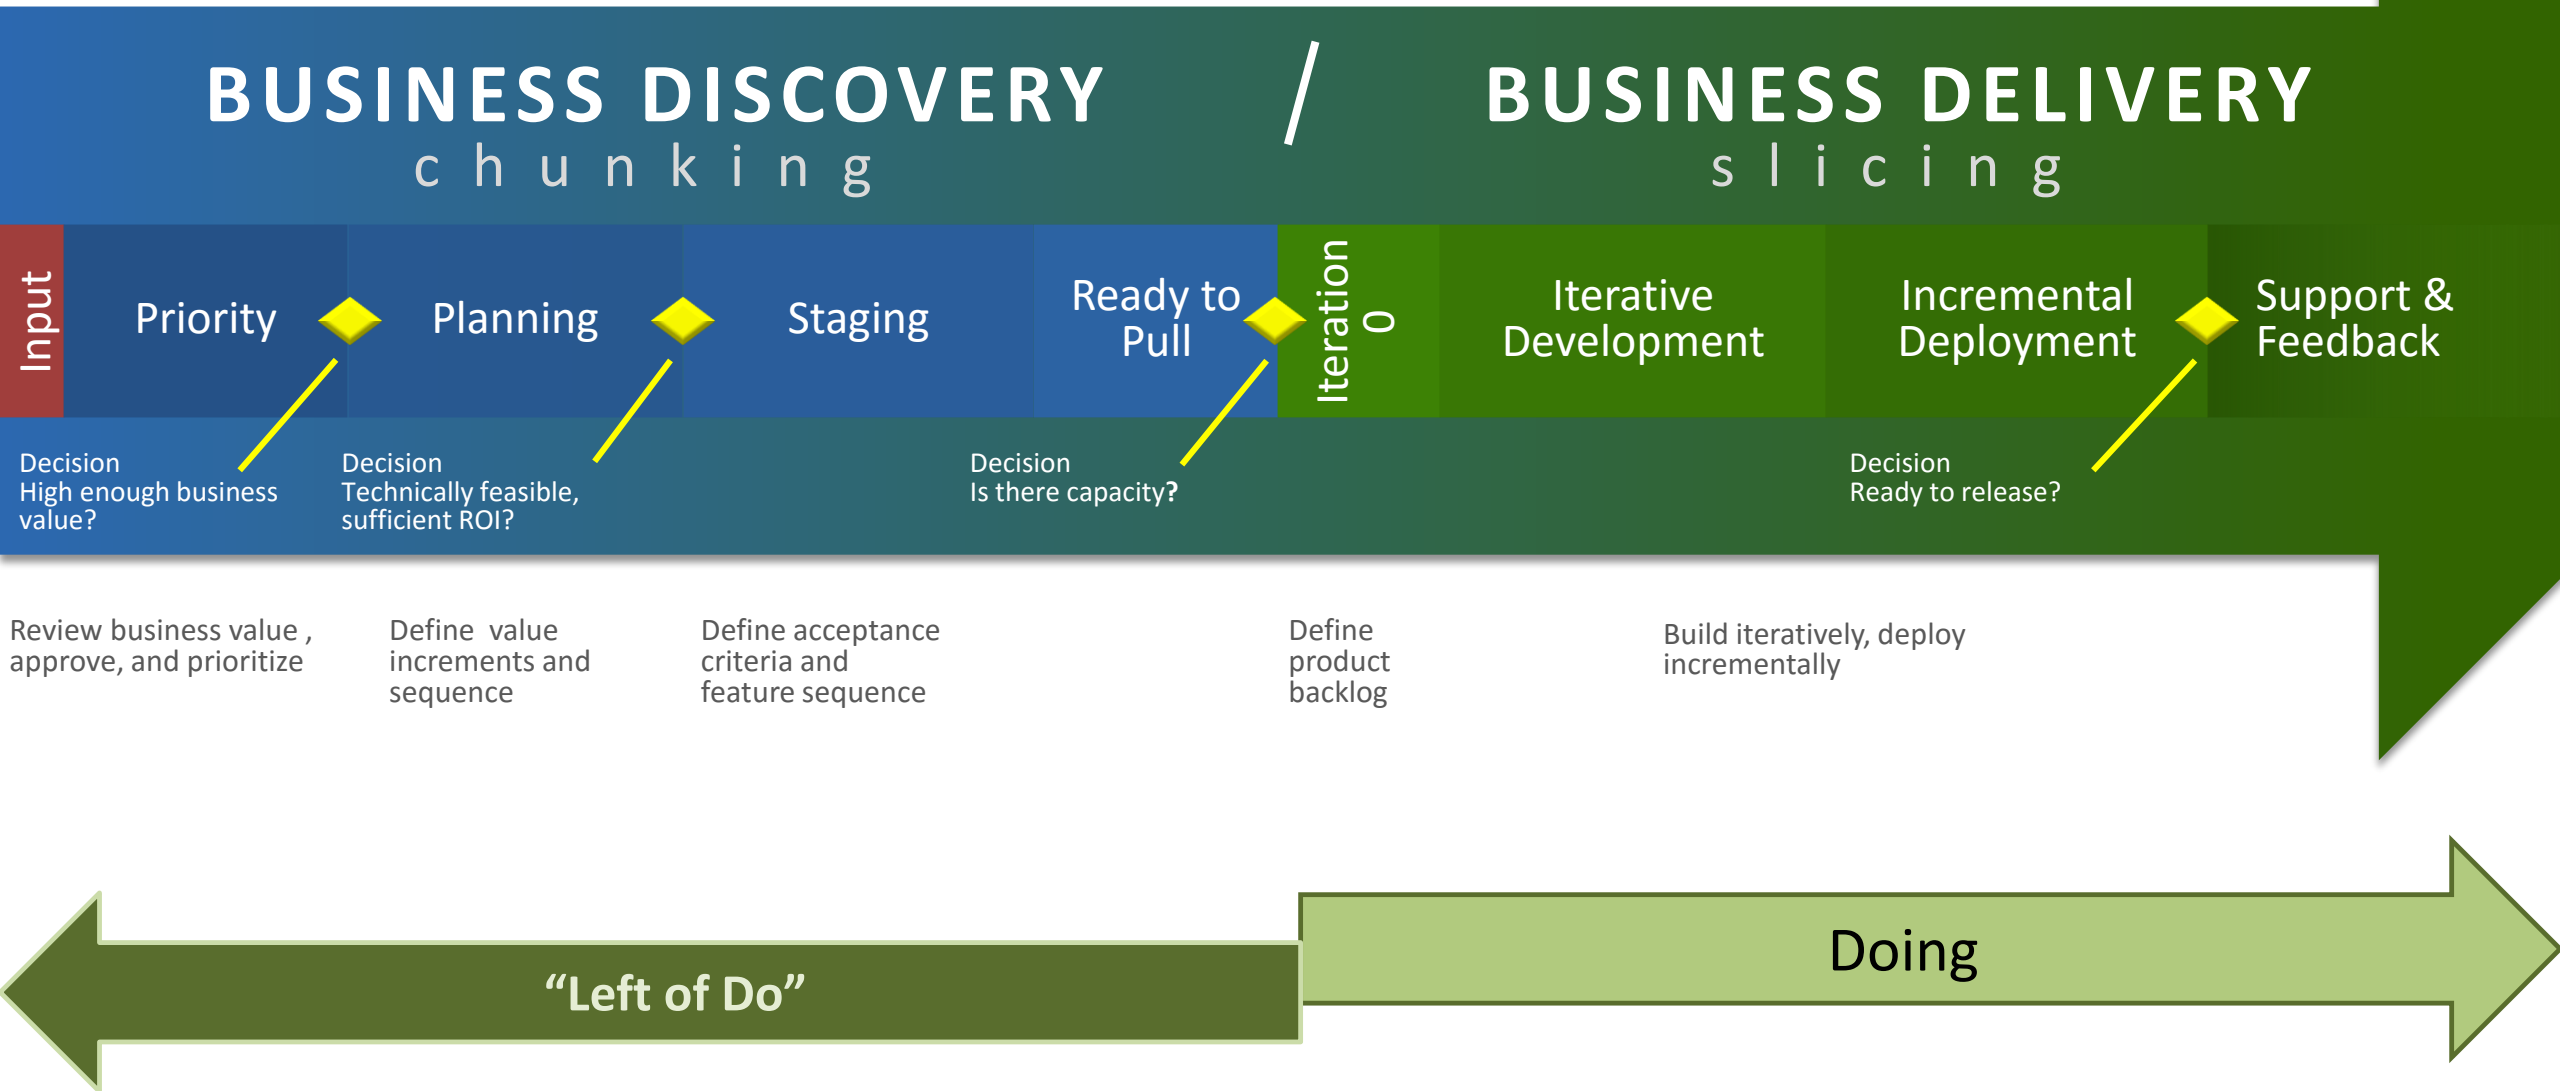 BUSINESS DISCOVERY / BUSINESS DELIVERY
chunking
slicing
Input
Priority
Planning
Staging
Ready to
Pull
Iteration
0
Iterative
Development
Incremental
Deployment
Support &
Feedback
Decision
High enough business
value?
Decision
Technically feasible,
sufficient ROI?
Decision
Is there capacity?
Decision
Ready to release?
Review business value ,
approve, and prioritize
Define  value
increments and
sequence
Define acceptance
criteria and
feature sequence
Define
product
backlog
Build iteratively, deploy
incrementally
“Left of Do”
Doing